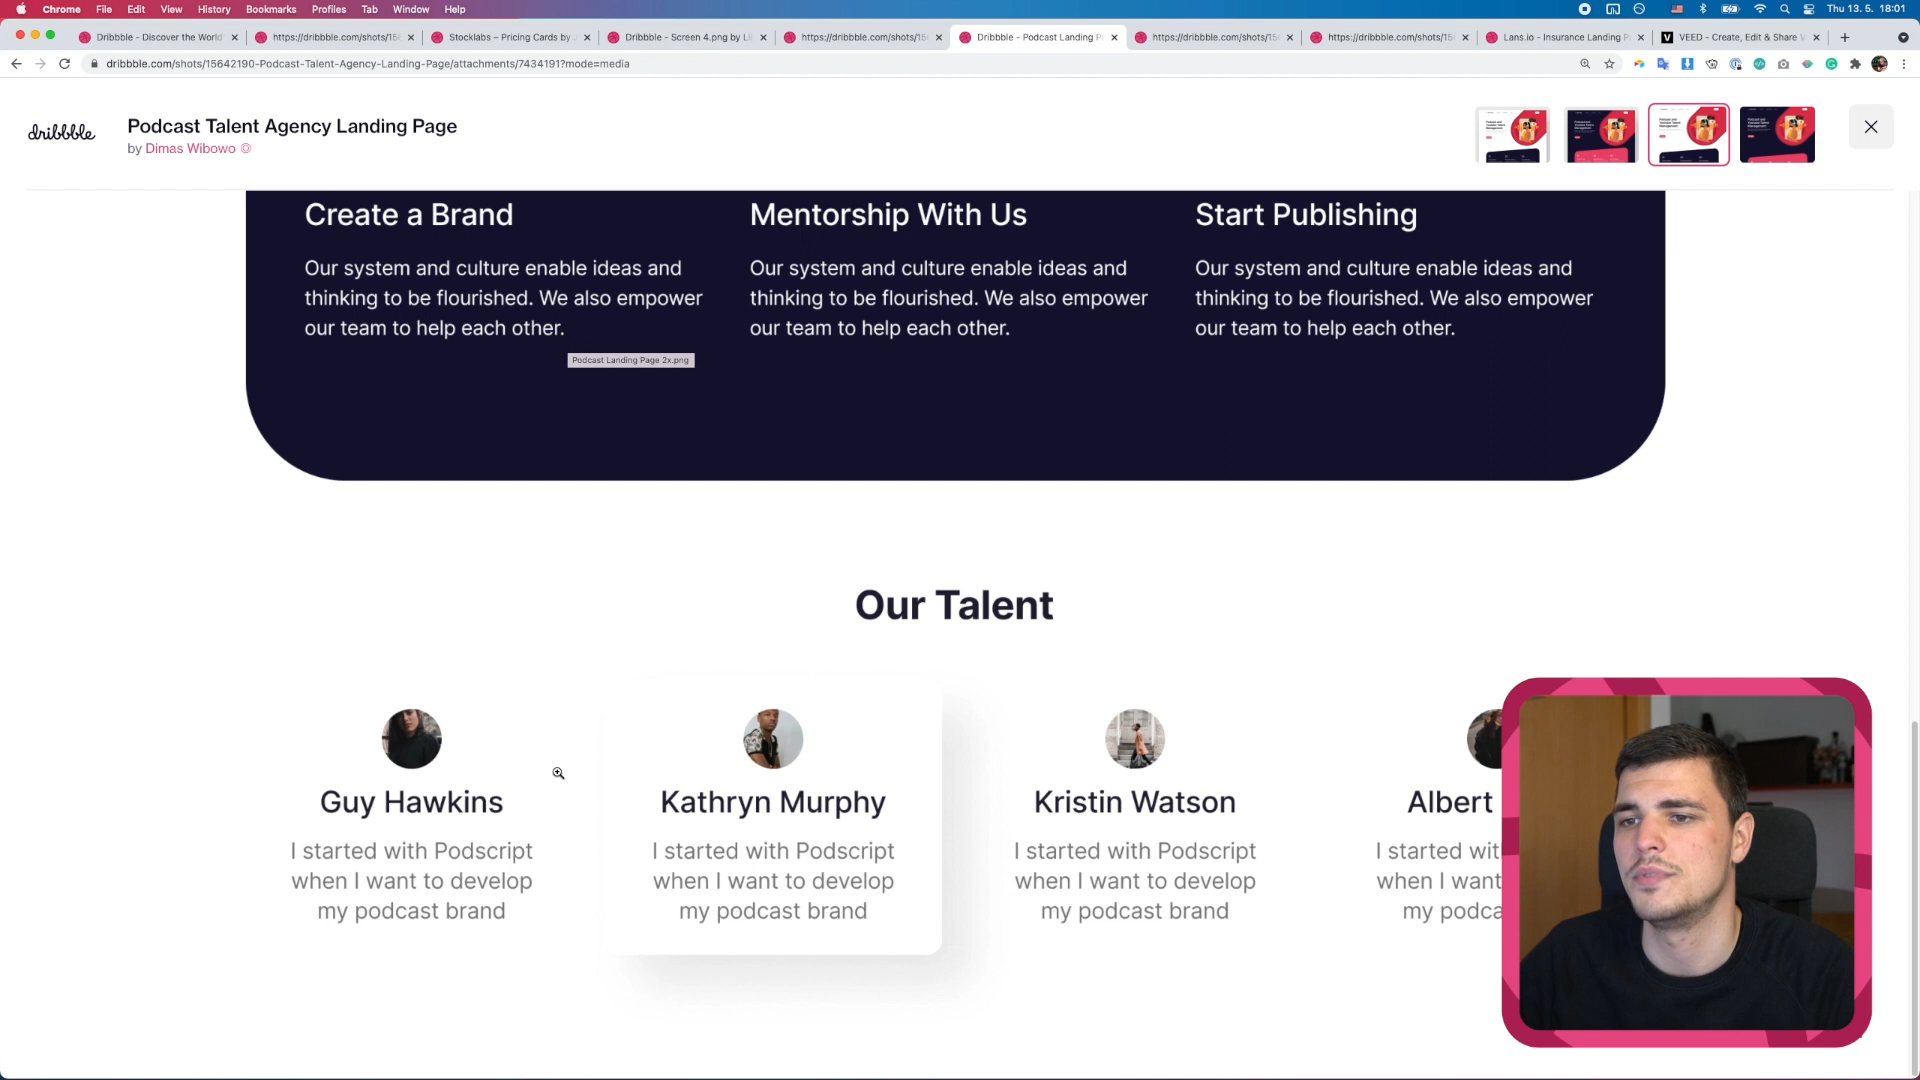 Chrome File Edit View History Bookmarks Profiles Tab Window Help
Thu 13. 5. 18:01
Dribbble - Discover the World
https://dribbble.com/shots/15
Stocklabs – Pricing Cards by
Dribbble - Screen 4.png by Li
https://dribbble.com/shots/15
Dribbble - Podcast Landing P
https://dribbble.com/shots/15
https://dribbble.com/shots/15
Lans.io - Insurance Landing P
VEED - Create, Edit & Share V
dribbble.com/shots/15642190-Podcast-Talent-Agency-Landing-Page/attachments/7434191?mode=media
dribbble
Podcast Talent Agency Landing Page
by Dimas Wibowo
Create a Brand
Our system and culture enable ideas and
thinking to be flourished. We also empower
our team to help each other.
Mentorship With Us
Our system and culture enable ideas and
thinking to be flourished. We also empower
our team to help each other.
Start Publishing
Our system and culture enable ideas and
thinking to be flourished. We also empower
our team to help each other.
Podcast Landing Page 2x.png
Our Talent
Guy Hawkins
I started with Podscript
when I want to develop
my podcast brand
Kathryn Murphy
I started with Podscript
when I want to develop
my podcast brand
Kristin Watson
I started with Podscript
when I want to develop
my podcast brand
Albert
I started wit
when I want
my podca